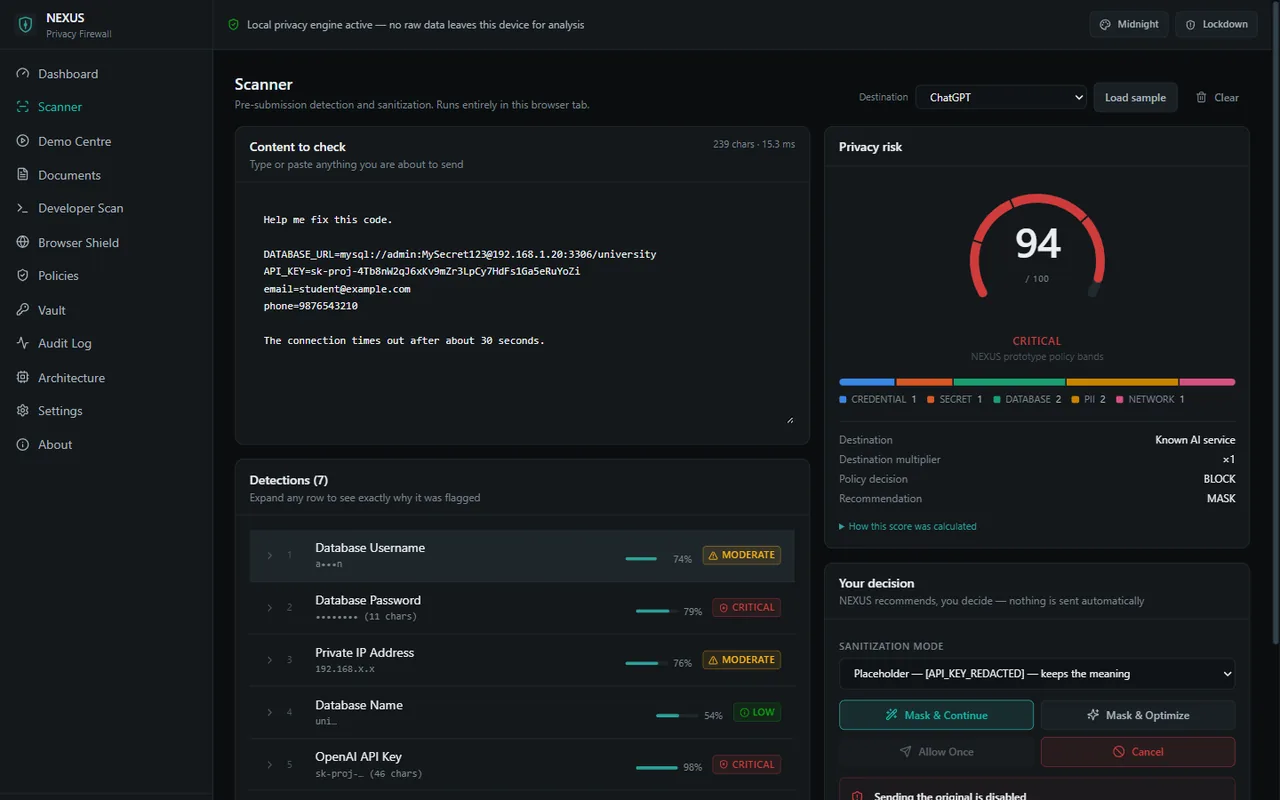 NEXUS
Privacy Firewall
Local privacy engine active — no raw data leaves this device for analysis
Midnight
Lockdown
Dashboard
Scanner
Demo Centre
Documents
Developer Scan
Browser Shield
Policies
Vault
Audit Log
Architecture
Settings
About
Scanner
Pre-submission detection and sanitization. Runs entirely in this browser tab.
Destination
ChatGPT
Load sample
Clear
Content to check
239 chars · 15.3 ms
Type or paste anything you are about to send
Help me fix this code.
DATABASE_URL=mysql://admin:MySecret123@192.168.1.20:3306/university
API_KEY=sk-proj-4Tb8nW2qJ6xKv9mZr3LpCy7HdFs1Ga5eRuYoZi
email=student@example.com
phone=9876543210
The connection times out after about 30 seconds.
Detections (7)
Expand any row to see exactly why it was flagged
1 Database Username 74% MODERATE
a•••n
2 Database Password 79% CRITICAL
•••••••• (11 chars)
3 Private IP Address 76% MODERATE
192.168.x.x
4 Database Name 54% LOW
uni…
5 OpenAI API Key 98% CRITICAL
sk-proj-… (46 chars)
Privacy risk
94
/ 100
CRITICAL
NEXUS prototype policy bands
CREDENTIAL 1 SECRET 1 DATABASE 2 PII 2 NETWORK 1
Destination Known AI service
Destination multiplier ×1
Policy decision BLOCK
Recommendation MASK
How this score was calculated
Your decision
NEXUS recommends, you decide — nothing is sent automatically
SANITIZATION MODE
Placeholder — [API_KEY_REDACTED] — keeps the meaning
Mask & Continue
Mask & Optimize
Allow Once
Cancel
Sending the original is disabled